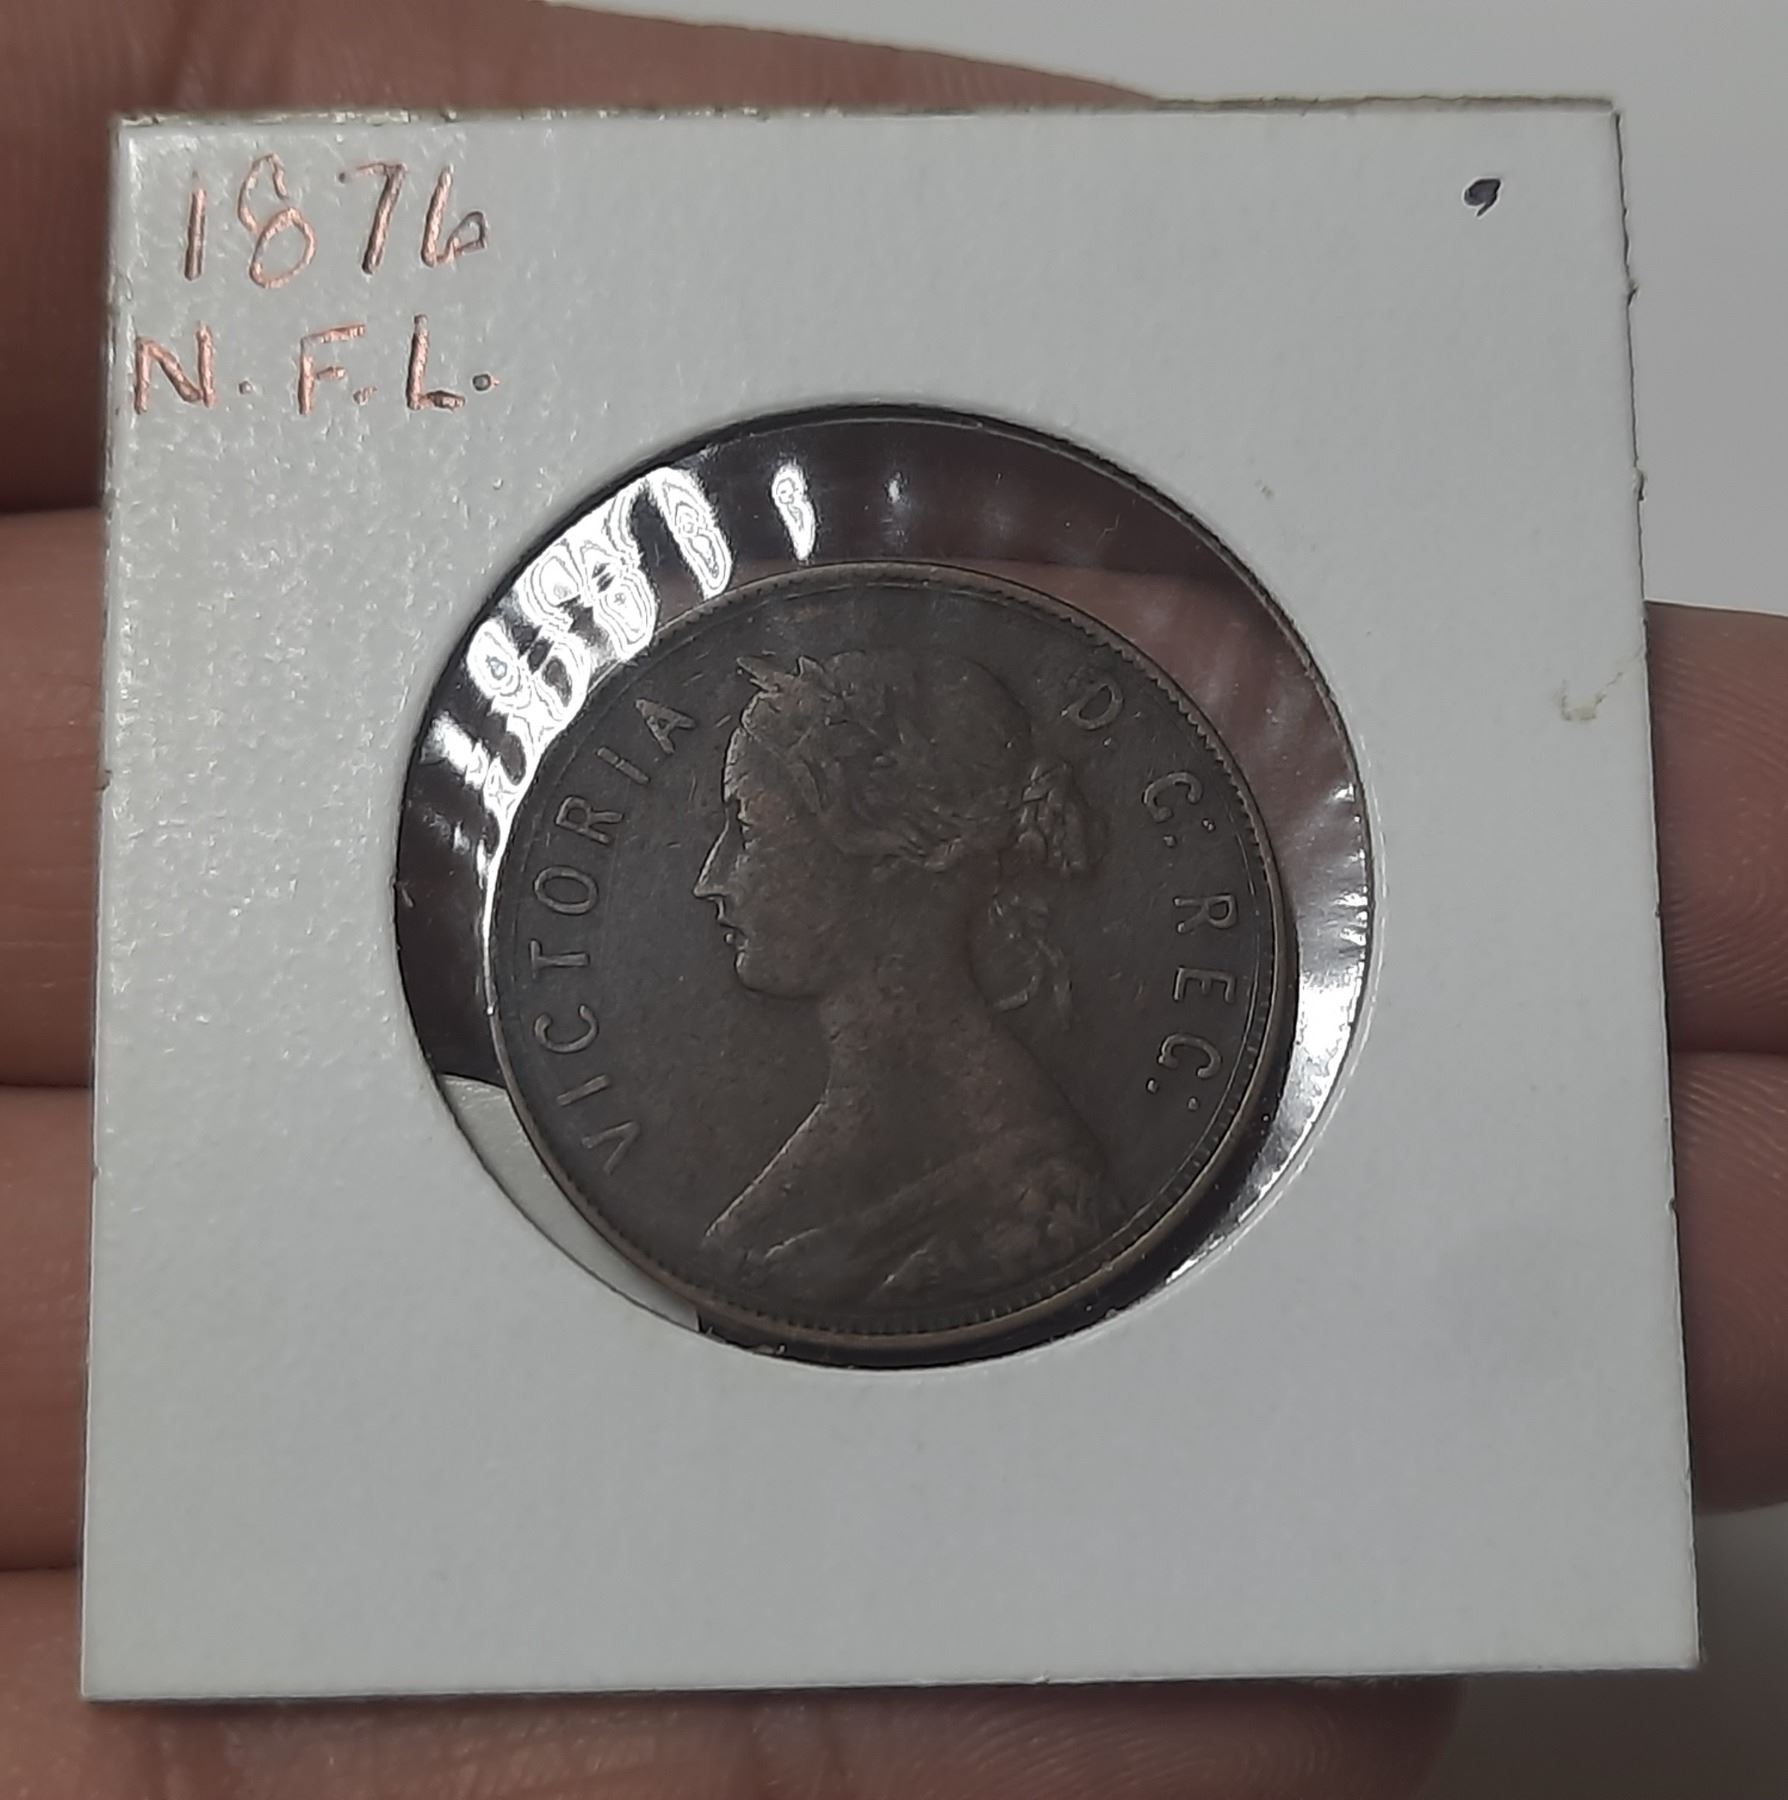 1876
N.F.L.
VICTORIA D: G: REG: